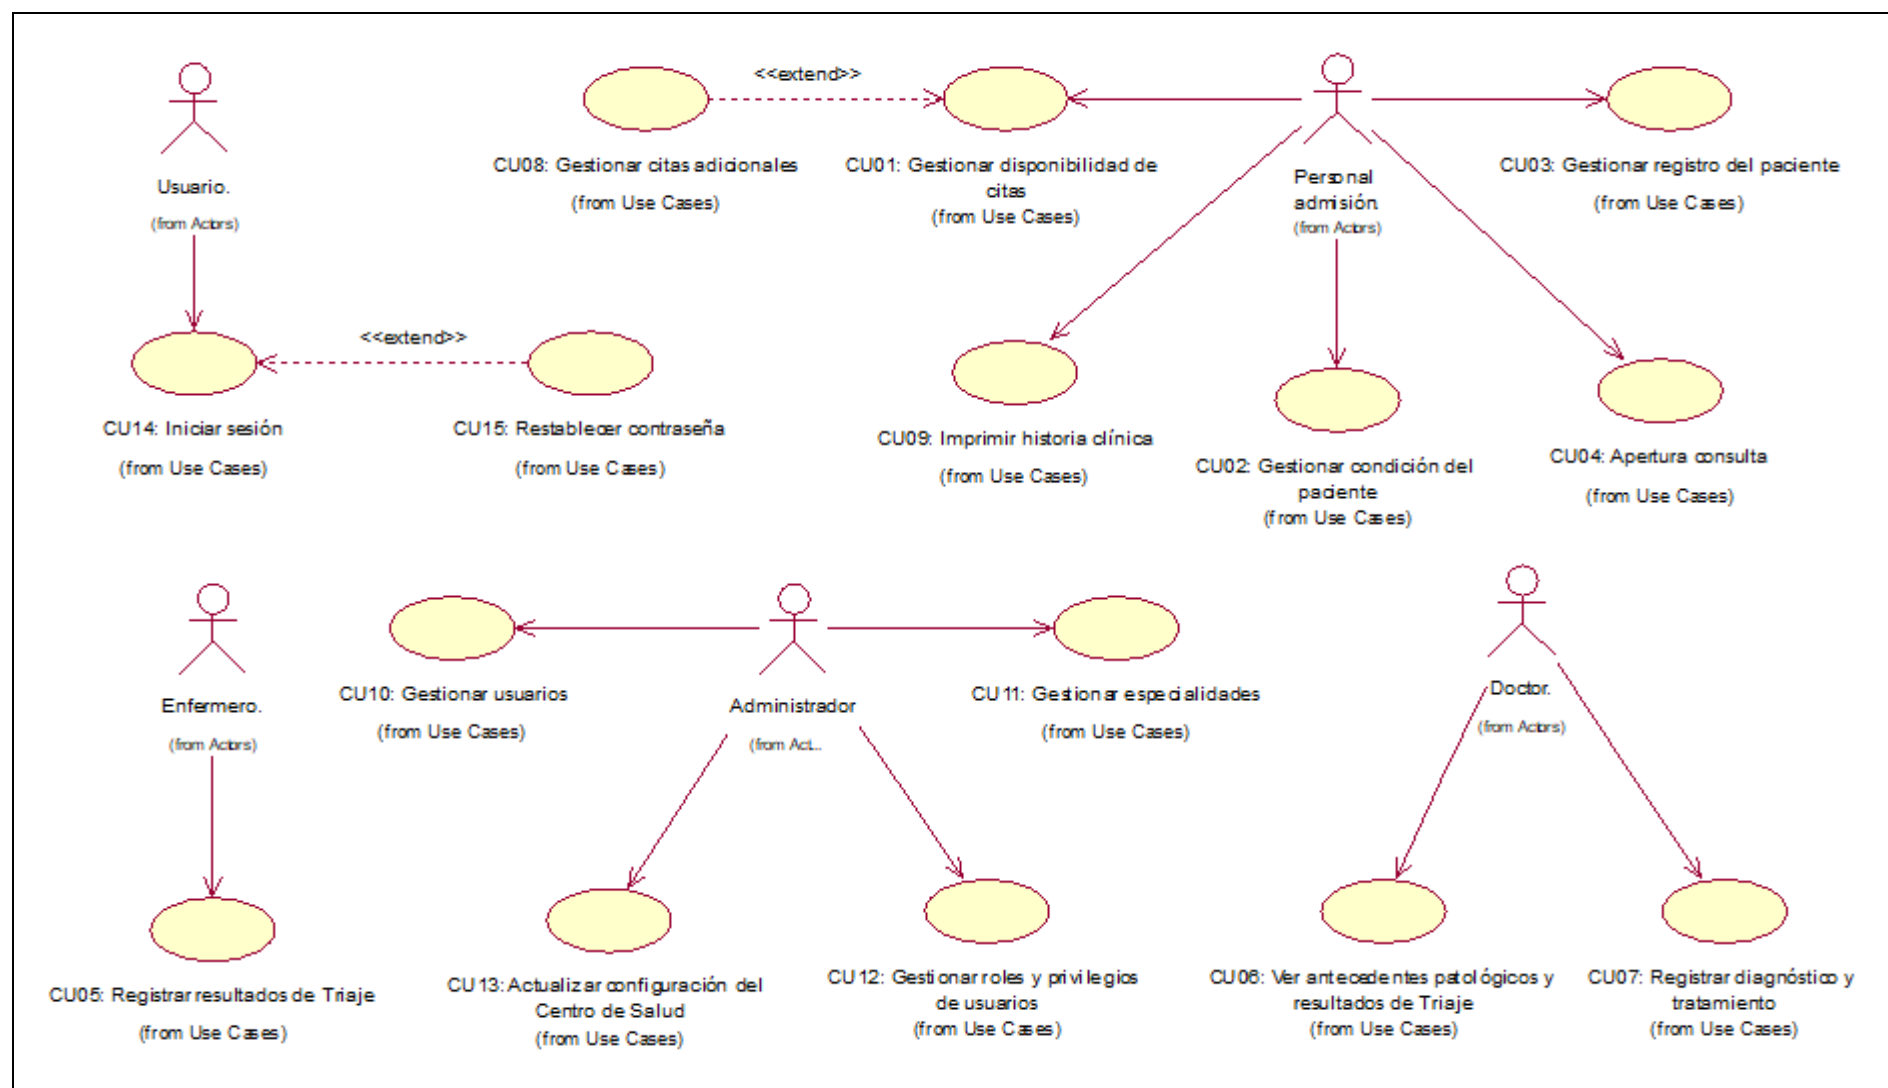 <<extend>>
Usuario.
(from Actors)
CU08: Gestionar citas adicionales
(from Use Cases)
CU01: Gestionar disponibilidad de
citas
(from Use Cases)
Personal
admisión.
(from Actors)
CU03: Gestionar registro del paciente
(from Use Cases)
<<extend>>
CU14: Iniciar sesión
(from Use Cases)
CU15: Restablecer contraseña
(from Use Cases)
CU09: Imprimir historia clínica
(from Use Cases)
CU02: Gestionar condición del
paciente
(from Use Cases)
CU04: Apertura consulta
(from Use Cases)
Enfermero.
(from Actors)
CU10: Gestionar usuarios
(from Use Cases)
Administrador
(from Act...
CU11: Gestionar especialidades
(from Use Cases)
Doctor.
(from Actors)
CU05: Registrar resultados de Triaje
(from Use Cases)
CU13: Actualizar configuración del
Centro de Salud
(from Use Cases)
CU12: Gestionar roles y privilegios
de usuarios
(from Use Cases)
CU06: Ver antecedentes patológicos y
resultados de Triaje
(from Use Cases)
CU07: Registrar diagnóstico y
tratamiento
(from Use Cases)